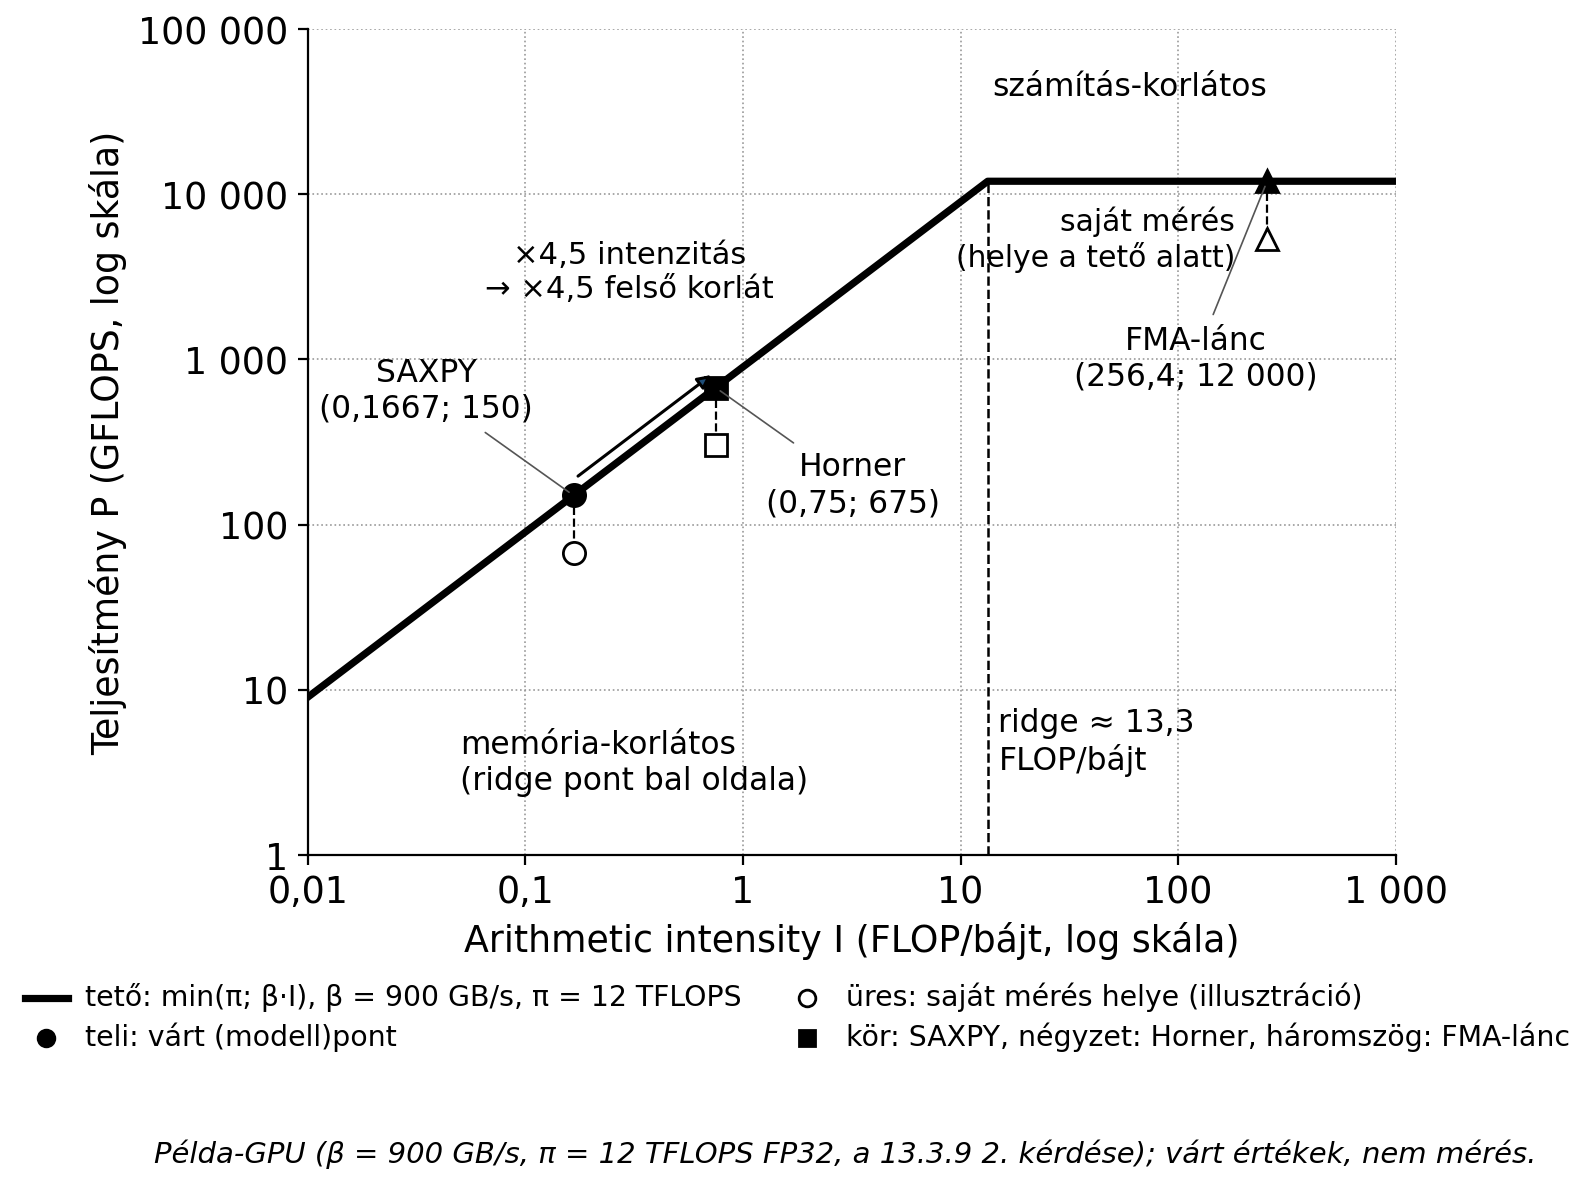 100 000
10 000
1 000
100
10
1
Teljesítmény P (GFLOPS, log skála)
számítás-korlátos
saját mérés
(helye a tető alatt)
×4,5 intenzitás
→ ×4,5 felső korlát
FMA-lánc
(256,4; 12 000)
SAXPY
(0,1667; 150)
Horner
(0,75; 675)
ridge ≈ 13,3
FLOP/bájt
memória-korlátos
(ridge pont bal oldala)
0,01
0,1
1
10
100
1 000
Arithmetic intensity I (FLOP/bájt, log skála)
tető: min(π; β·I), β = 900 GB/s, π = 12 TFLOPS
teli: várt (modell)pont
üres: saját mérés helye (illusztráció)
kör: SAXPY, négyzet: Horner, háromszög: FMA-lánc
Példa-GPU (β = 900 GB/s, π = 12 TFLOPS FP32, a 13.3.9 2. kérdése); várt értékek, nem mérés.